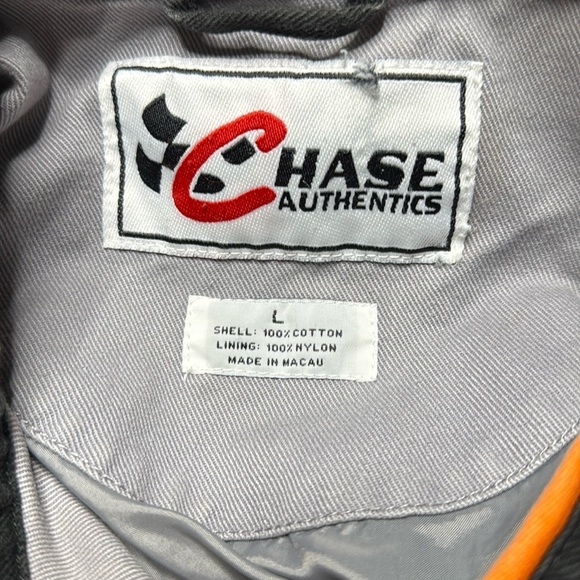 CHASE
AUTHENTICS
L
SHELL: 100% COTTON
LINING: 100% NYLON
MADE IN MACAU